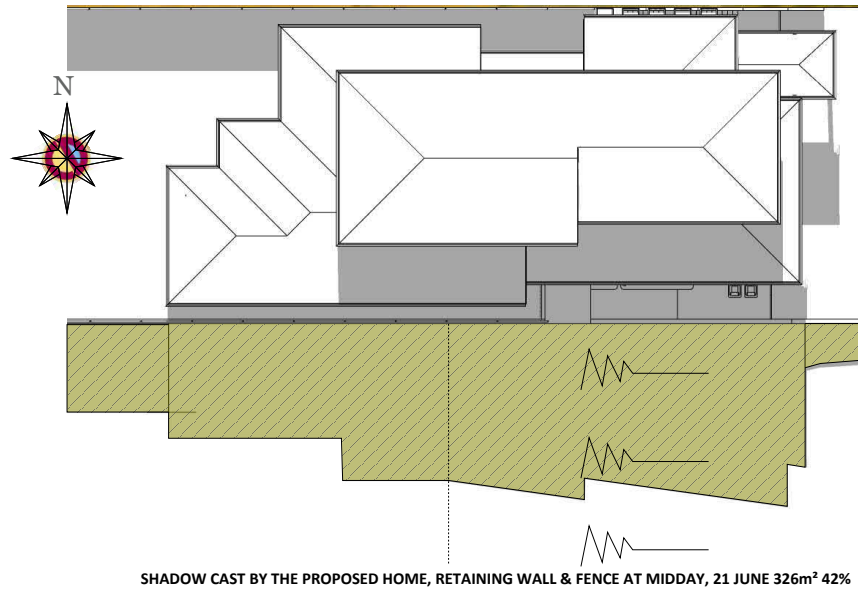 N
SHADOW CAST BY THE PROPOSED HOME, RETAINING WALL & FENCE AT MIDDAY, 21 JUNE 326m² 42%